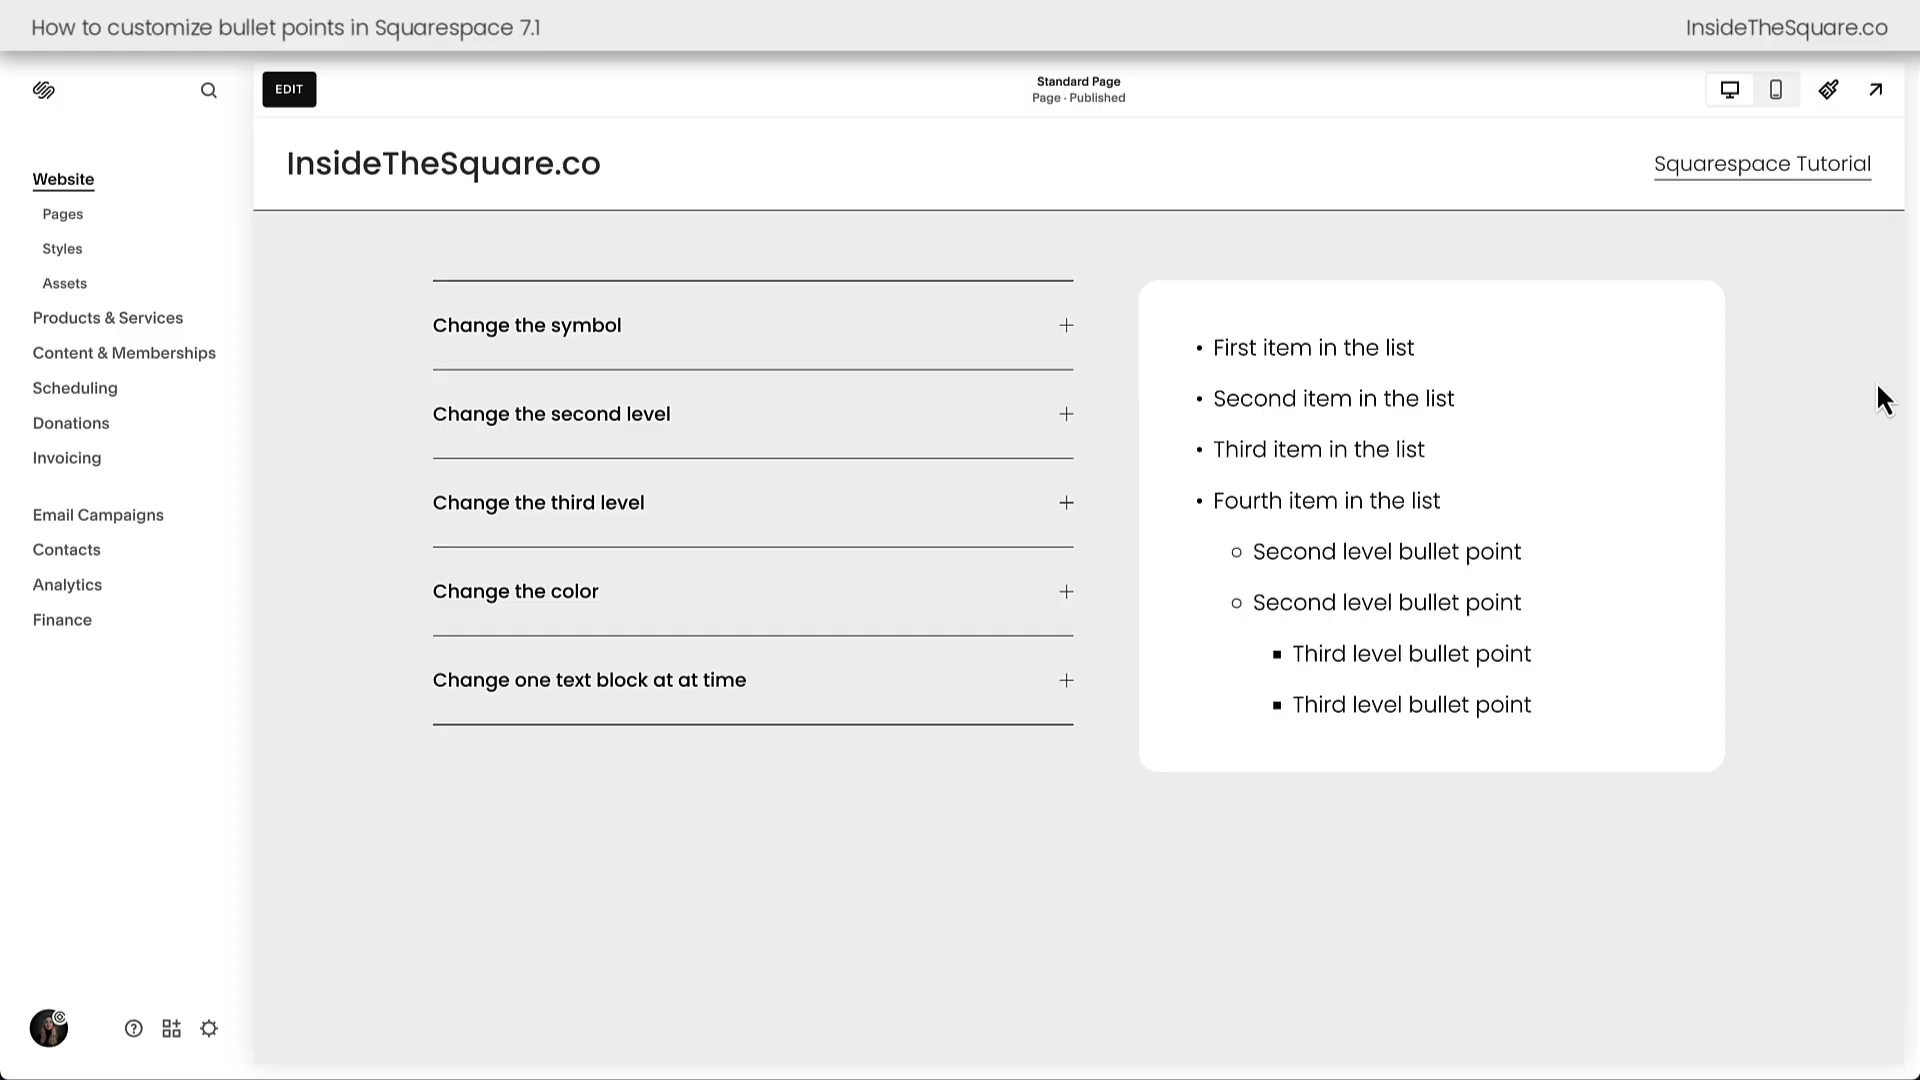 How to customize bullet points in Squarespace 7.1
InsideTheSquare.co
EDIT
Standard Page
Page · Published
Website
Pages
Styles
Assets
Products & Services
Content & Memberships
Scheduling
Donations
Invoicing
Email Campaigns
Contacts
Analytics
Finance
InsideTheSquare.co
Squarespace Tutorial
Change the symbol
Change the second level
Change the third level
Change the color
Change one text block at at time
• First item in the list
• Second item in the list
• Third item in the list
• Fourth item in the list
○ Second level bullet point
○ Second level bullet point
▪ Third level bullet point
▪ Third level bullet point